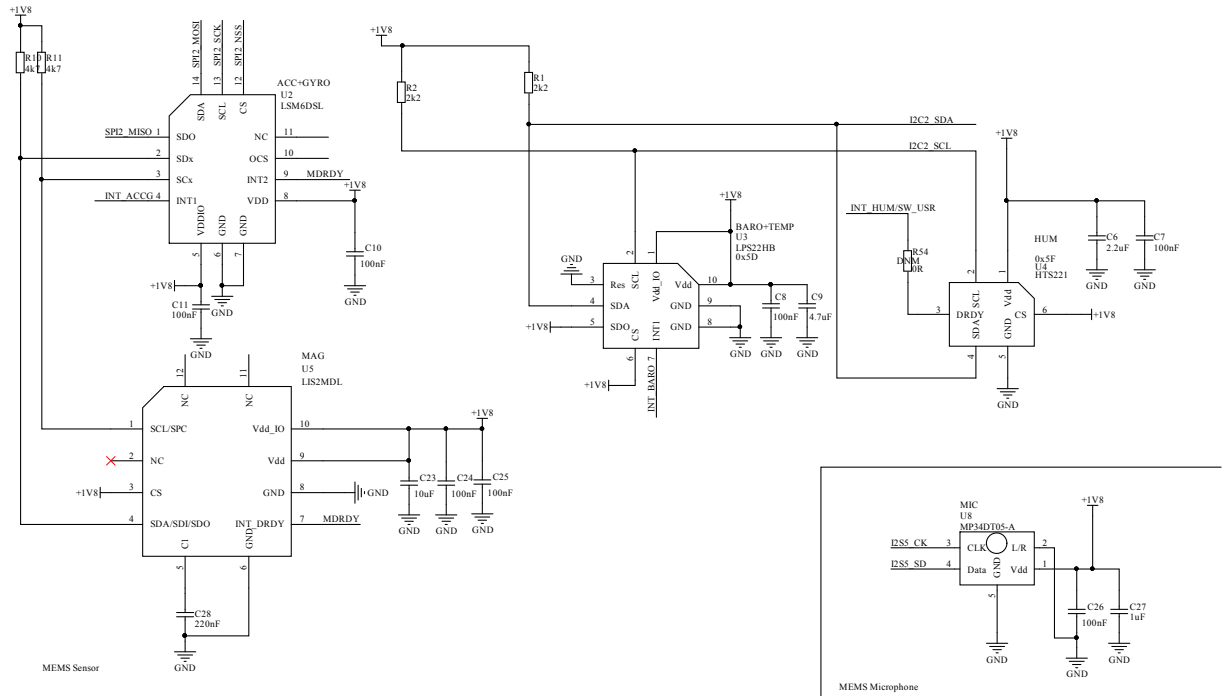 +1V8
R10
4k7
R11
4k7
SPI2_MOSI
SPI2_SCK
SPI2_NSS
14
13
12
ACC+GYRO
U2
LSM6DSL
SDA
SCL
CS
SPI2_MISO 1
SDO
NC
11
2
SDx
OCS
10
3
SCx
INT2
9
MDRDY
INT_ACCG 4
INT1
VDD
8
+1V8
VDDIO
GND
GND
5
6
7
C10
100nF
GND
+1V8
GND
C11
100nF
GND
MAG
U5
LIS2MDL
12
11
NC
NC
1
SCL/SPC
Vdd_IO
10
+1V8
2
NC
Vdd
9
+1V8
3
CS
GND
8
GND
4
SDA/SDI/SDO
INT_DRDY
7
MDRDY
C1
GND
5
6
C23
10uF
C24
100nF
C25
100nF
GND
GND
GND
C28
220nF
GND
MEMS Sensor
+1V8
R2
2k2
R1
2k2
I2C2_SDA
I2C2_SCL
+1V8
BARO+TEMP
U3
LPS22HB
0x5D
2
1
GND
3
Res
SCL
Vdd_IO
Vdd
10
4
SDA
GND
9
+1V8
5
SDO
GND
8
CS
INT1
6
7
+1V8
INT_BARO
GND
C8
100nF
C9
4.7uF
GND
GND
+1V8
INT_HUM/SW_USR
R54
DNM
0R
C6
2.2uF
C7
100nF
GND
GND
HUM
0x5F
U4
HTS221
2
1
SCL
Vdd
3
DRDY
CS
6
+1V8
SDA
GND
4
5
GND
MIC
U8
MP34DT05-A
+1V8
I2S5_CK
3
CLK
L/R
2
I2S5_SD
4
Data
GND
Vdd
1
5
C26
100nF
C27
1uF
GND
GND
GND
MEMS Microphone